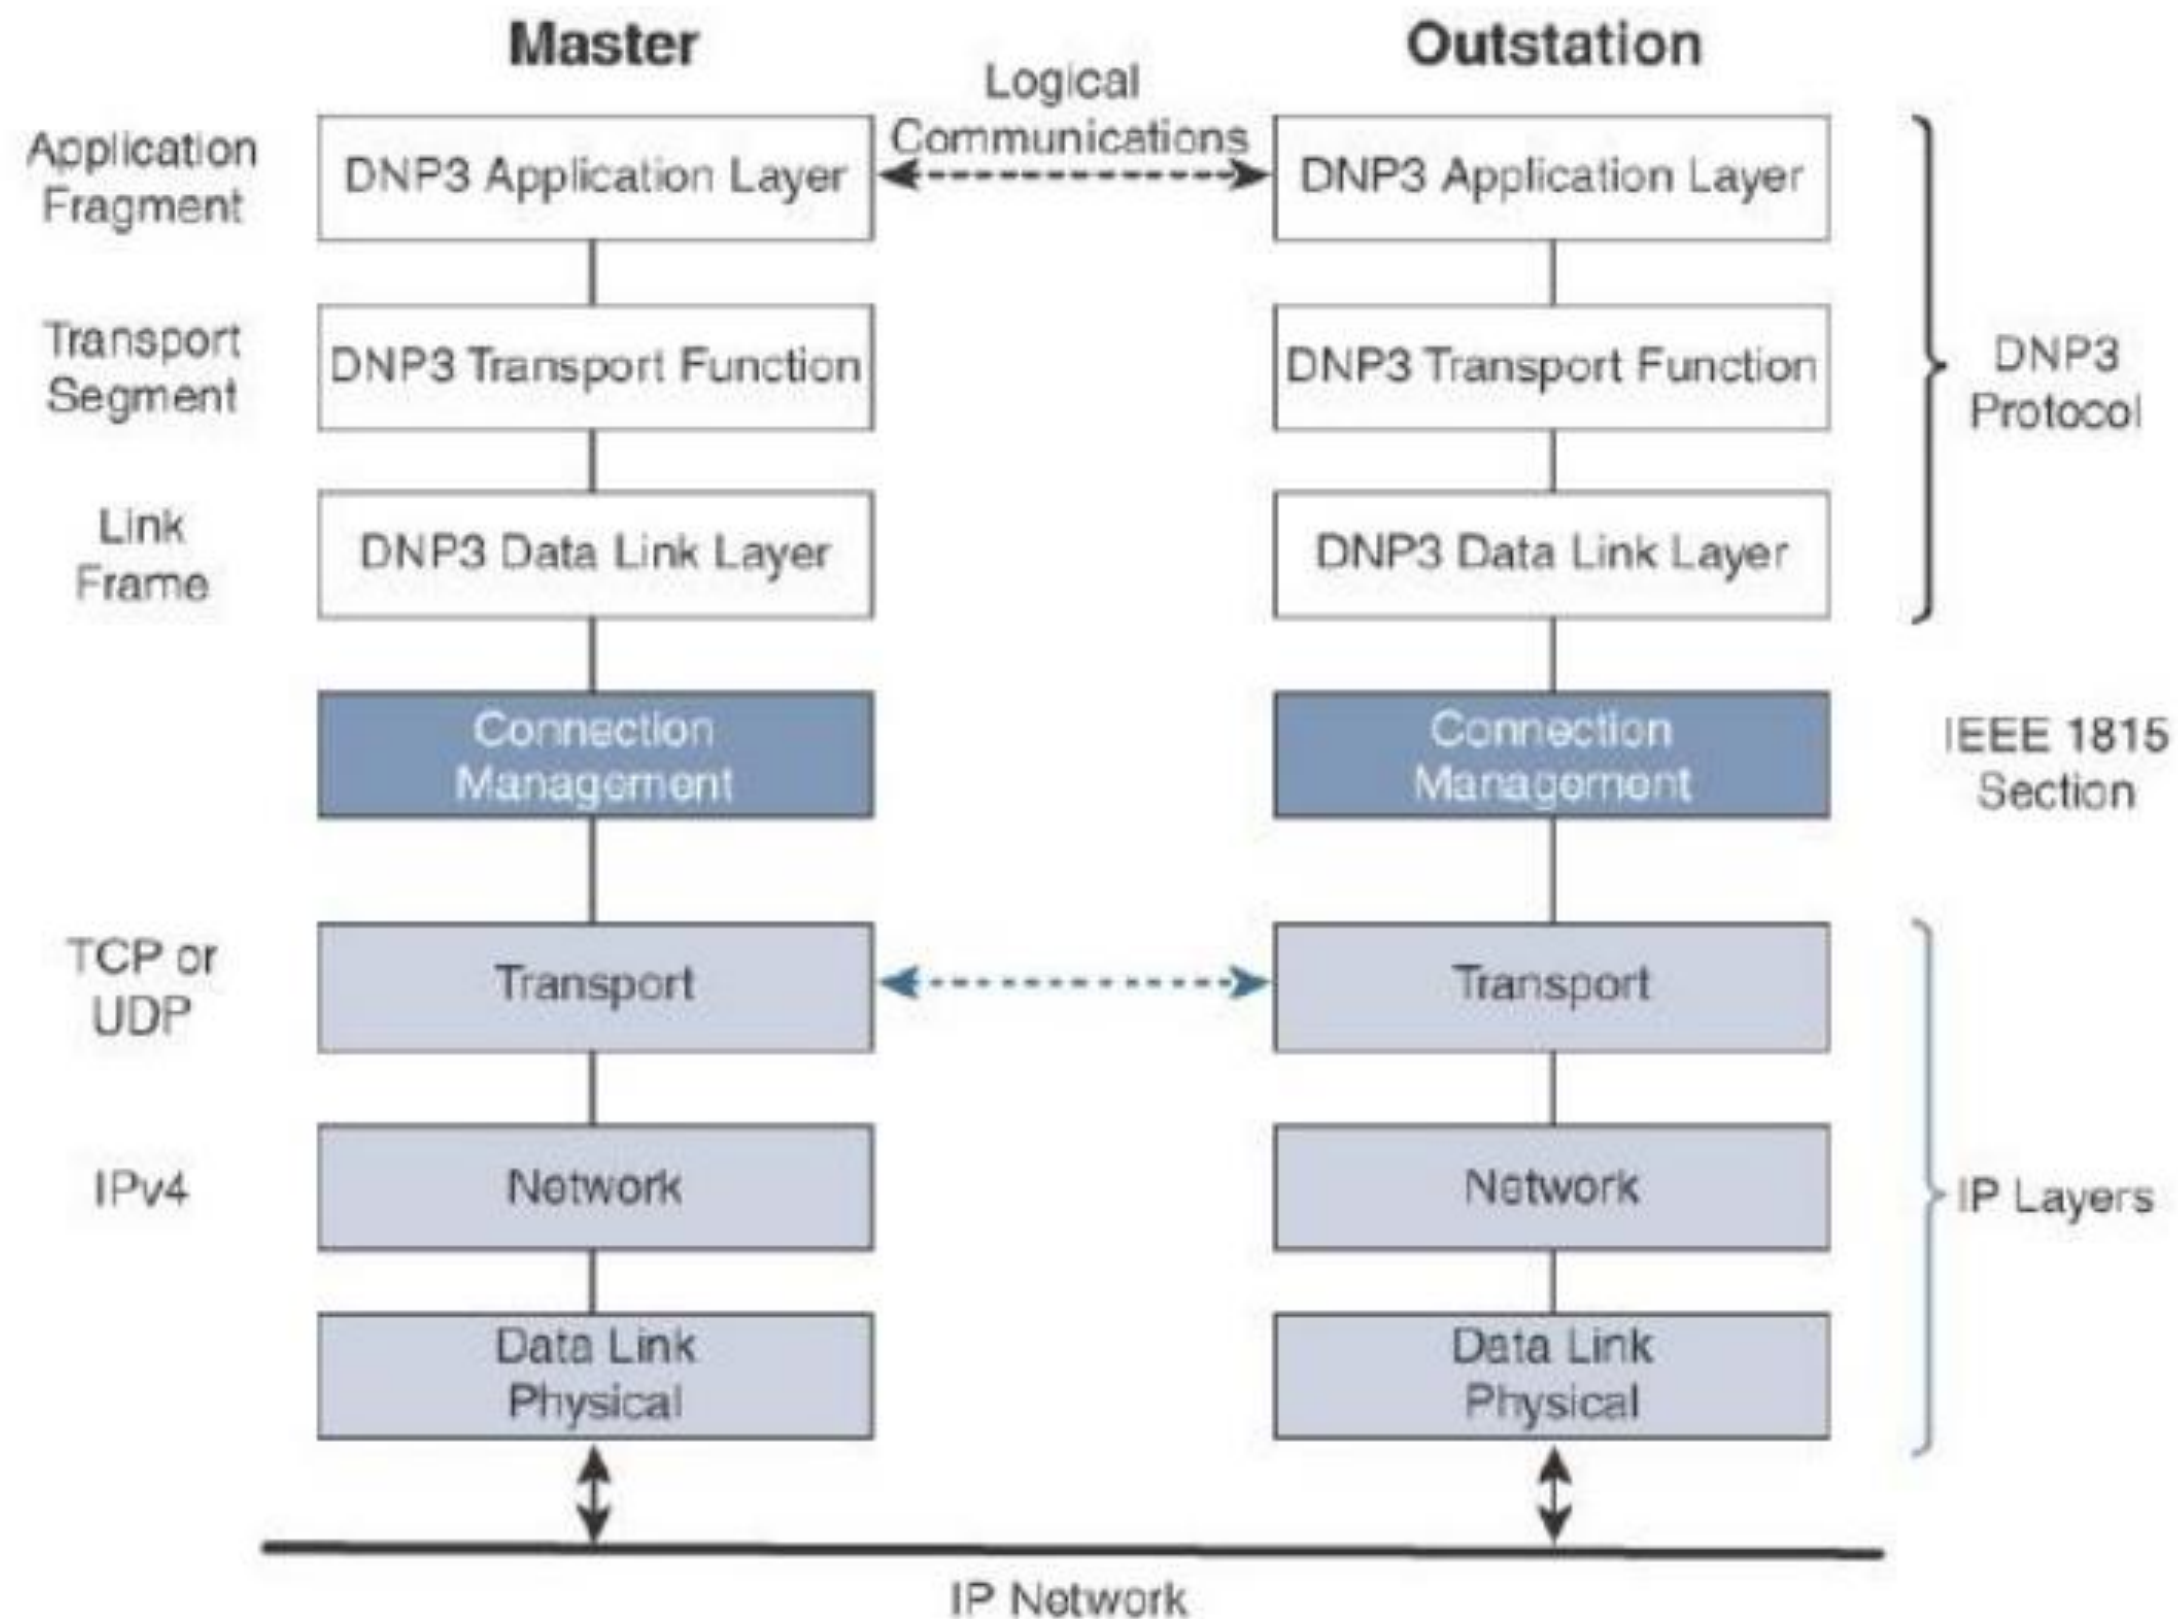 Master
Outstation
Logical
Communications
Application
Fragment
DNP3 Application Layer
DNP3 Application Layer
Transport
Segment
DNP3 Transport Function
DNP3 Transport Function
DNP3
Protocol
Link
Frame
DNP3 Data Link Layer
DNP3 Data Link Layer
Connection
Management
Connection
Management
IEEE 1815
Section
TCP or
UDP
Transport
Transport
IPv4
Network
Network
IP Layers
Data Link
Physical
Data Link
Physical
IP Network